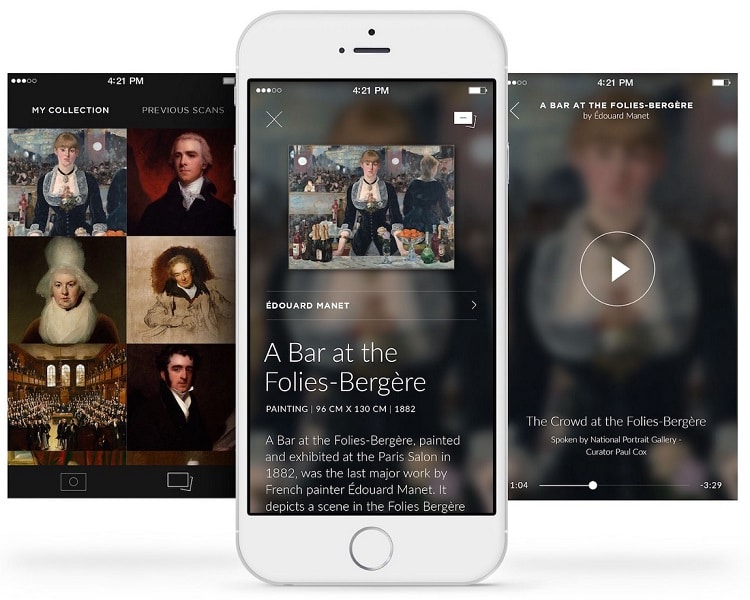 4:21 PM
MY COLLECTION
PREVIOUS SCANS
4:21 PM
ÉDOUARD MANET
A Bar at the
Folies-Bergère
PAINTING | 96 CM X 130 CM | 1882
A Bar at the Folies-Bergère, painted
and exhibited at the Paris Salon in
1882, was the last major work by
French painter Édouard Manet. It
depicts a scene in the Folies Bergère
4:21 PM
A BAR AT THE FOLIES-BERGÈRE
by Édouard Manet
The Crowd at the Folies-Bergère
Spoken by National Portrait Gallery –
Curator Paul Cox
1:04
-3:29